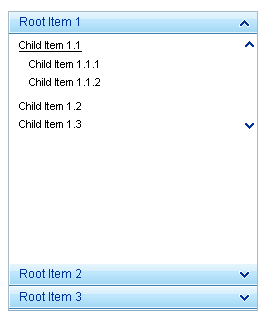 Root Item 1
Child Item 1.1
Child Item 1.1.1
Child Item 1.1.2
Child Item 1.2
Child Item 1.3
Root Item 2
Root Item 3